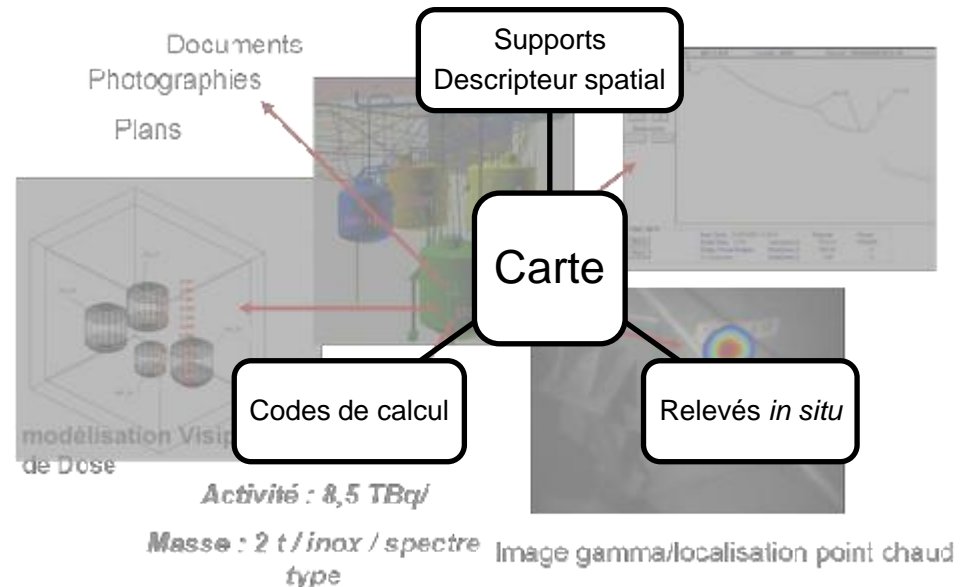 Documents
Photographies
Plans
Supports
Descripteur spatial
Carte
Codes de calcul
Relevés in situ
modélisation
de Dose
Activité : 8,5 TBq/
Masse : 2 t / inox / spectre
type
Image gamma/localisation point chaud